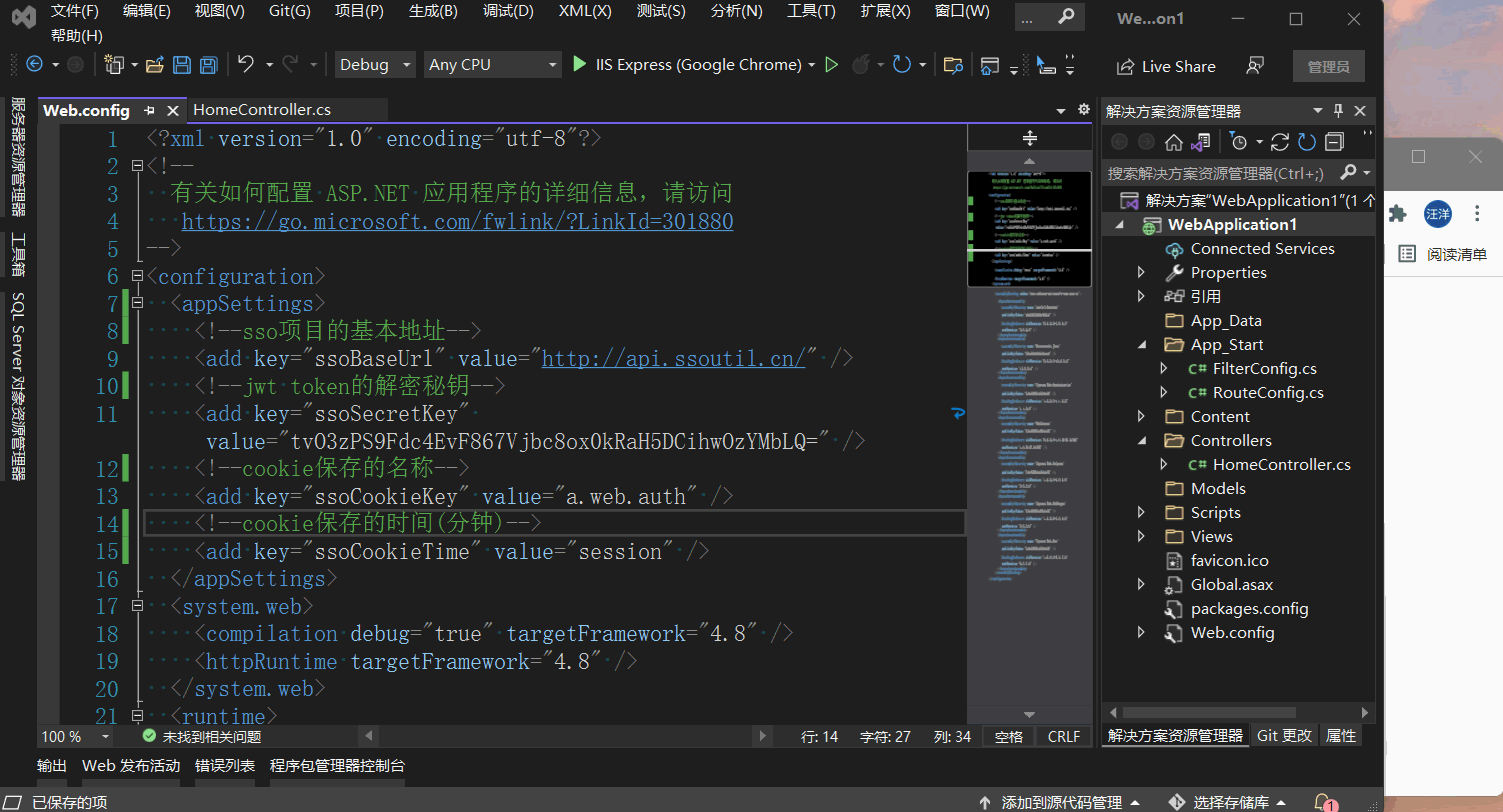 文件(F) 编辑(E) 视图(V) Git(G) 项目(P) 生成(B) 调试(D) XML(X) 测试(S) 分析(N) 工具(T) 扩展(X) 窗口(W) ... We...on1
帮助(H)
Debug Any CPU IIS Express (Google Chrome) Live Share 管理员
服务器资源管理器
工具箱
SQL Server 对象资源管理器
Web.config HomeController.cs
1 <?xml version="1.0" encoding="utf-8"?>
2 <!--
3 有关如何配置 ASP.NET 应用程序的详细信息，请访问
4 https://go.microsoft.com/fwlink/?LinkId=301880
5 -->
6 <configuration>
7 <appSettings>
8 <!--sso项目的基本地址-->
9 <add key="ssoBaseUrl" value="http://api.ssoutil.cn/" />
10 <!--jwt token的解密秘钥-->
11 <add key="ssoSecretKey"
value="tvO3zPS9Fdc4EvF867Vjbc8ox0kRaH5DCihwOzYMbLQ=" />
12 <!--cookie保存的名称-->
13 <add key="ssoCookieKey" value="a.web.auth" />
14 <!--cookie保存的时间(分钟)-->
15 <add key="ssoCookieTime" value="session" />
16 </appSettings>
17 <system.web>
18 <compilation debug="true" targetFramework="4.8" />
19 <httpRuntime targetFramework="4.8" />
20 </system.web>
21 <runtime>
100 % 未找到相关问题 行: 14 字符: 27 列: 34 空格 CRLF
输出 Web 发布活动 错误列表 程序包管理器控制台
已保存的项 添加到源代码管理 选择存储库 1
解决方案资源管理器
搜索解决方案资源管理器(Ctrl+;)
解决方案"WebApplication1"(1 个
WebApplication1
Connected Services
Properties
引用
App_Data
App_Start
C# FilterConfig.cs
C# RouteConfig.cs
Content
Controllers
C# HomeController.cs
Models
Scripts
Views
favicon.ico
Global.asax
packages.config
Web.config
解决方案资源管理器 Git 更改 属性
汪洋
阅读清单